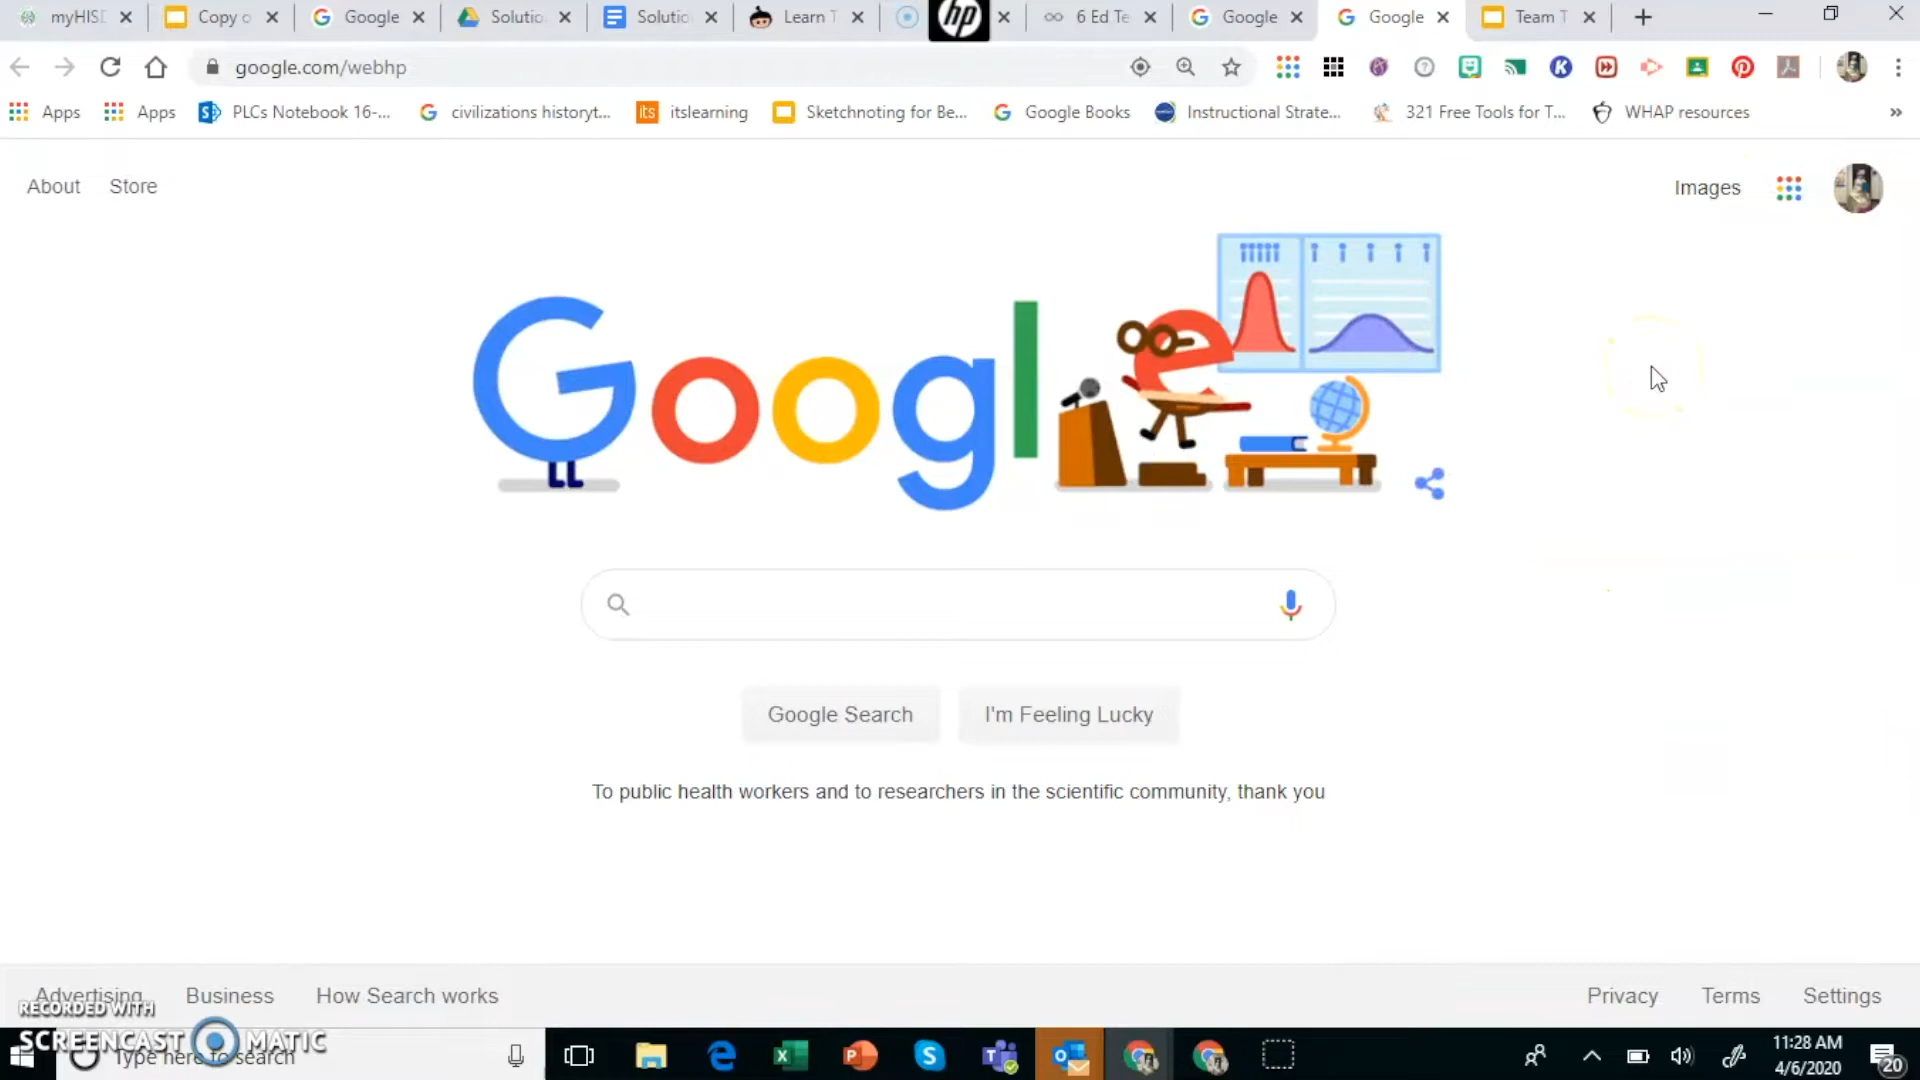 myHISD Copy o Google Solutio Solutio Learn T hp 6 Ed Te Google Google Team T
google.com/webhp
Apps Apps PLCs Notebook 16-... civilizations historyt... its itslearning Sketchnoting for Be... Google Books Instructional Strate... 321 Free Tools for T... WHAP resources »
About Store Images
Google
Google Search I'm Feeling Lucky
To public health workers and to researchers in the scientific community, thank you
Advertising Business How Search works Privacy Terms Settings
RECORDED WITH
SCREENCAST MATIC
Type here to search
11:28 AM
4/6/2020
20